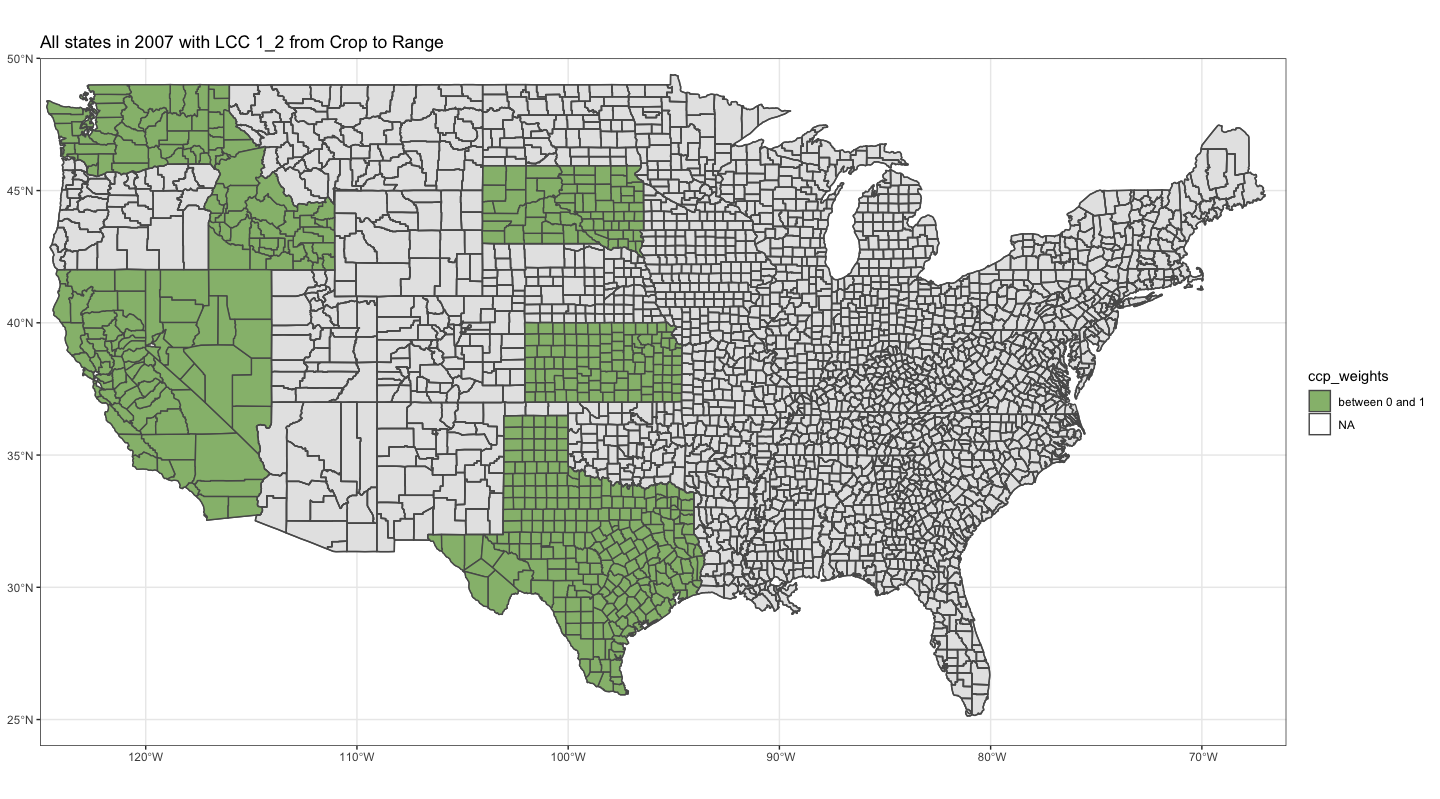 All states in 2007 with LCC 1_2 from Crop to Range
50°N
45°N
40°N
35°N
30°N
25°N
120°W 110°W 100°W 90°W 80°W 70°W
ccp_weights
between 0 and 1
NA